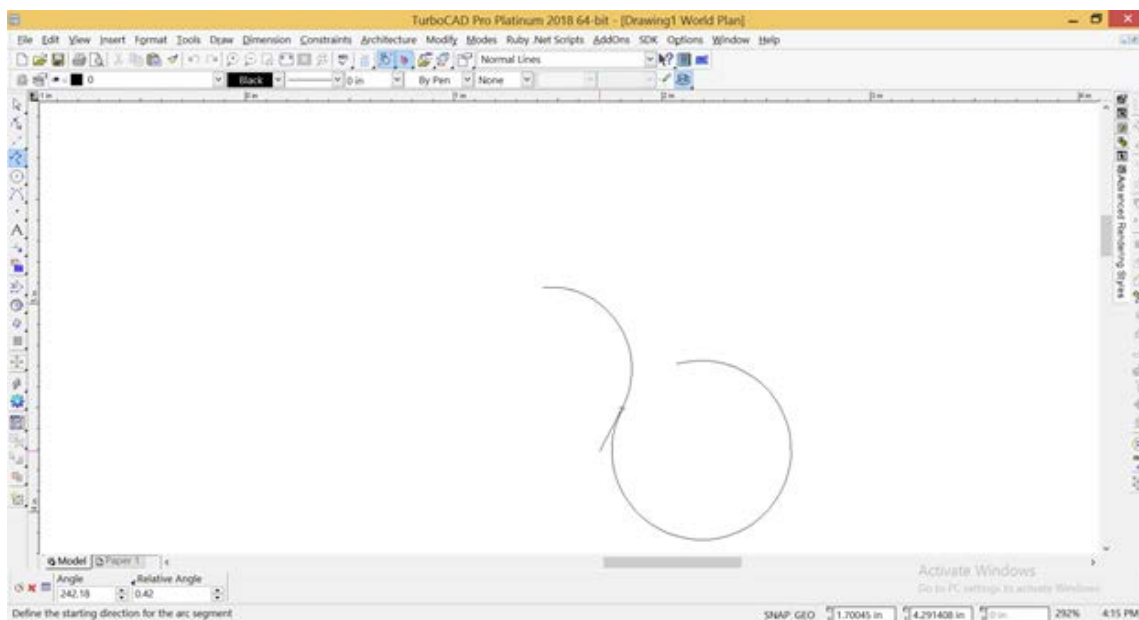 TurboCAD Pro Platinum 2018 64-bit - [Drawing1 World Plan]
File Edit View Insert Format Tools Draw Dimension Constraints Architecture Modify Modes Ruby .Net Scripts AddOns SDK Options Window Help
Normal Lines
0 Black 0 in By Pen None
Advanced Rendering Styles
Model Paper 1
Angle Relative Angle
242.18 0.42
Activate Windows
Go to PC settings to activate Windows.
Define the starting direction for the arc segment SNAP GEO 1.70045 in 4.291408 in 0 in 292% 4:15 PM